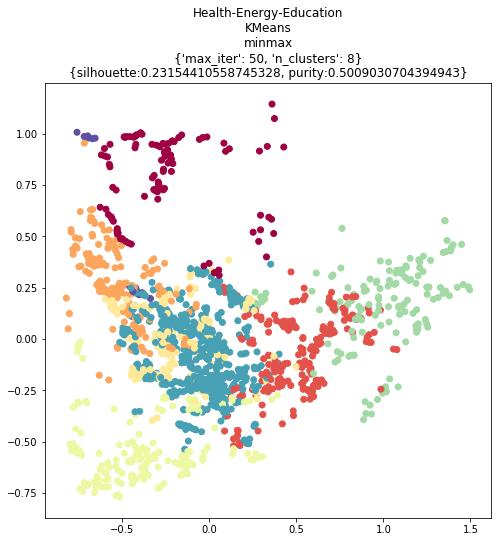 Health-Energy-Education
KMeans
minmax
{'max_iter': 50, 'n_clusters': 8}
{silhouette:0.23154410558745328, purity:0.5009030704394943}
1.00
0.75
0.50
0.25
0.00
−0.25
−0.50
−0.75
−0.5 0.0 0.5 1.0 1.5